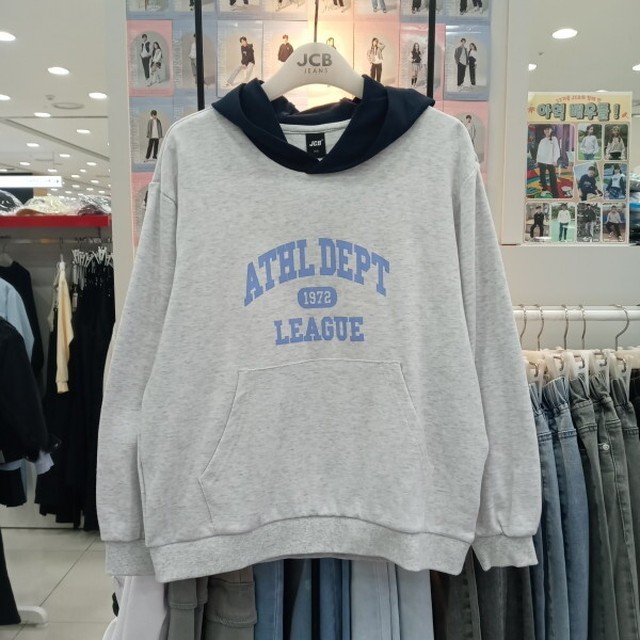 JCB
JEANS
JCB
ATHL DEPT
1972
LEAGUE